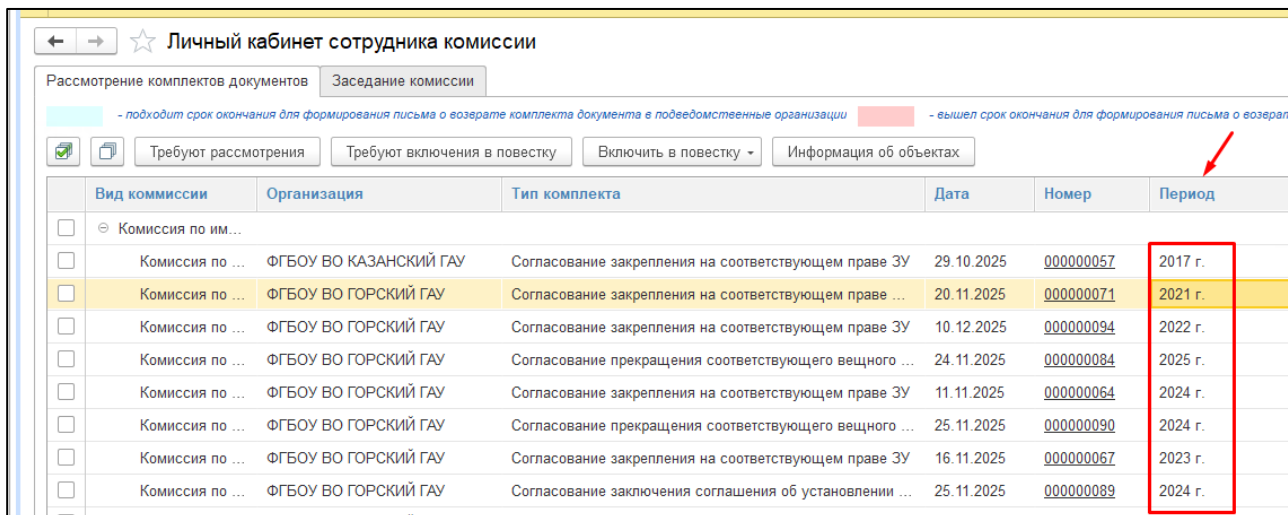 Личный кабинет сотрудника комиссии
Рассмотрение комплектов документов Заседание комиссии
- подходит срок окончания для формирования письма о возврате комплекта документа в подведомственные организации - вышел срок окончания для формирования письма о возврат
Требуют рассмотрения Требуют включения в повестку Включить в повестку Информация об объектах
Вид коммиссии Организация Тип комплекта Дата Номер Период
Комиссия по им...
Комиссия по ... ФГБОУ ВО КАЗАНСКИЙ ГАУ Согласование закрепления на соответствующем праве ЗУ 29.10.2025 000000057 2017 г.
Комиссия по ... ФГБОУ ВО ГОРСКИЙ ГАУ Согласование закрепления на соответствующем праве ... 20.11.2025 000000071 2021 г.
Комиссия по ... ФГБОУ ВО ГОРСКИЙ ГАУ Согласование закрепления на соответствующем праве ЗУ 10.12.2025 000000094 2022 г.
Комиссия по ... ФГБОУ ВО ГОРСКИЙ ГАУ Согласование прекращения соответствующего вещного ... 24.11.2025 000000084 2025 г.
Комиссия по ... ФГБОУ ВО ГОРСКИЙ ГАУ Согласование закрепления на соответствующем праве ЗУ 11.11.2025 000000064 2024 г.
Комиссия по ... ФГБОУ ВО ГОРСКИЙ ГАУ Согласование прекращения соответствующего вещного ... 25.11.2025 000000090 2024 г.
Комиссия по ... ФГБОУ ВО ГОРСКИЙ ГАУ Согласование закрепления на соответствующем праве ЗУ 16.11.2025 000000067 2023 г.
Комиссия по ... ФГБОУ ВО ГОРСКИЙ ГАУ Согласование заключения соглашения об установлении ... 25.11.2025 000000089 2024 г.